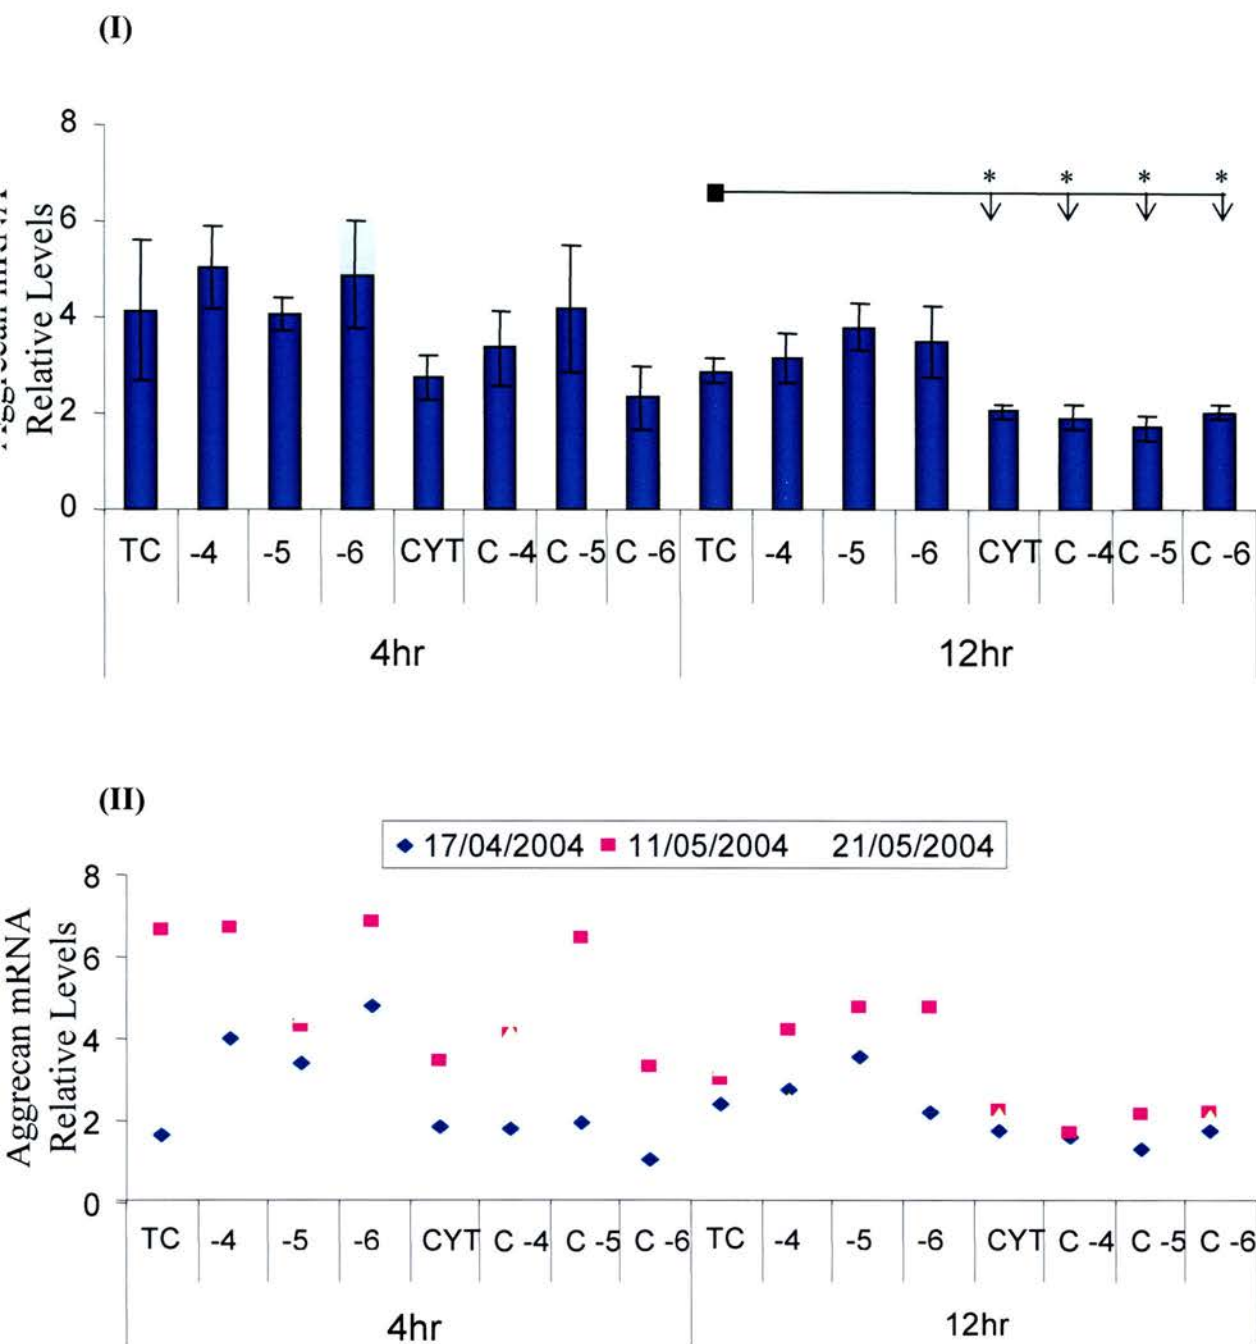 (I)
8
6
4
2
0
Relative Levels
* * * *
TC -4 -5 -6 CYT C -4 C -5 C -6 TC -4 -5 -6 CYT C -4 C -5 C -6
4hr 12hr
(II)
17/04/2004 11/05/2004 21/05/2004
Aggrecan mRNA
Relative Levels
8
6
4
2
0
TC -4 -5 -6 CYT C -4 C -5 C -6 TC -4 -5 -6 CYT C -4 C -5 C -6
4hr 12hr